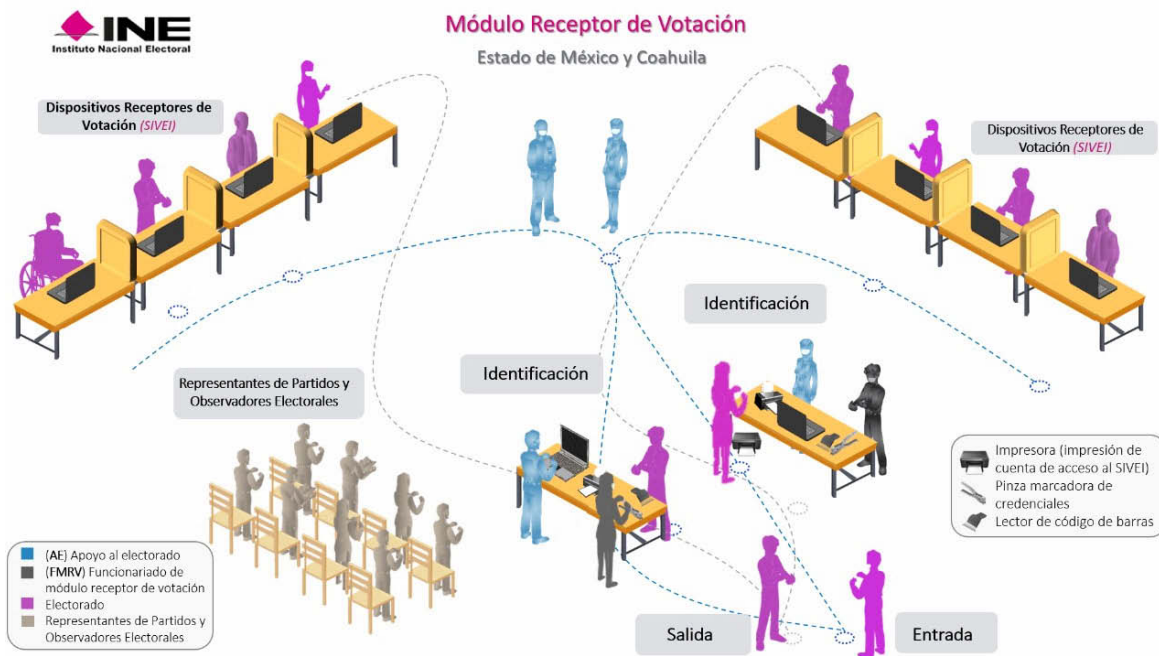 INE
Instituto Nacional Electoral
Módulo Receptor de Votación
Estado de México y Coahuila
Dispositivos Receptores de
Votación (SIVEI)
Dispositivos Receptores de
Votación (SIVEI)
Identificación
Identificación
Representantes de Partidos y
Observadores Electorales
Impresora (impresión de
cuenta de acceso al SIVEI)
Pinza marcadora de
credenciales
Lector de código de barras
(AE) Apoyo al electorado
(FMRV) Funcionariado de
módulo receptor de votación
Electorado
Representantes de Partidos y
Observadores Electorales
Salida
Entrada